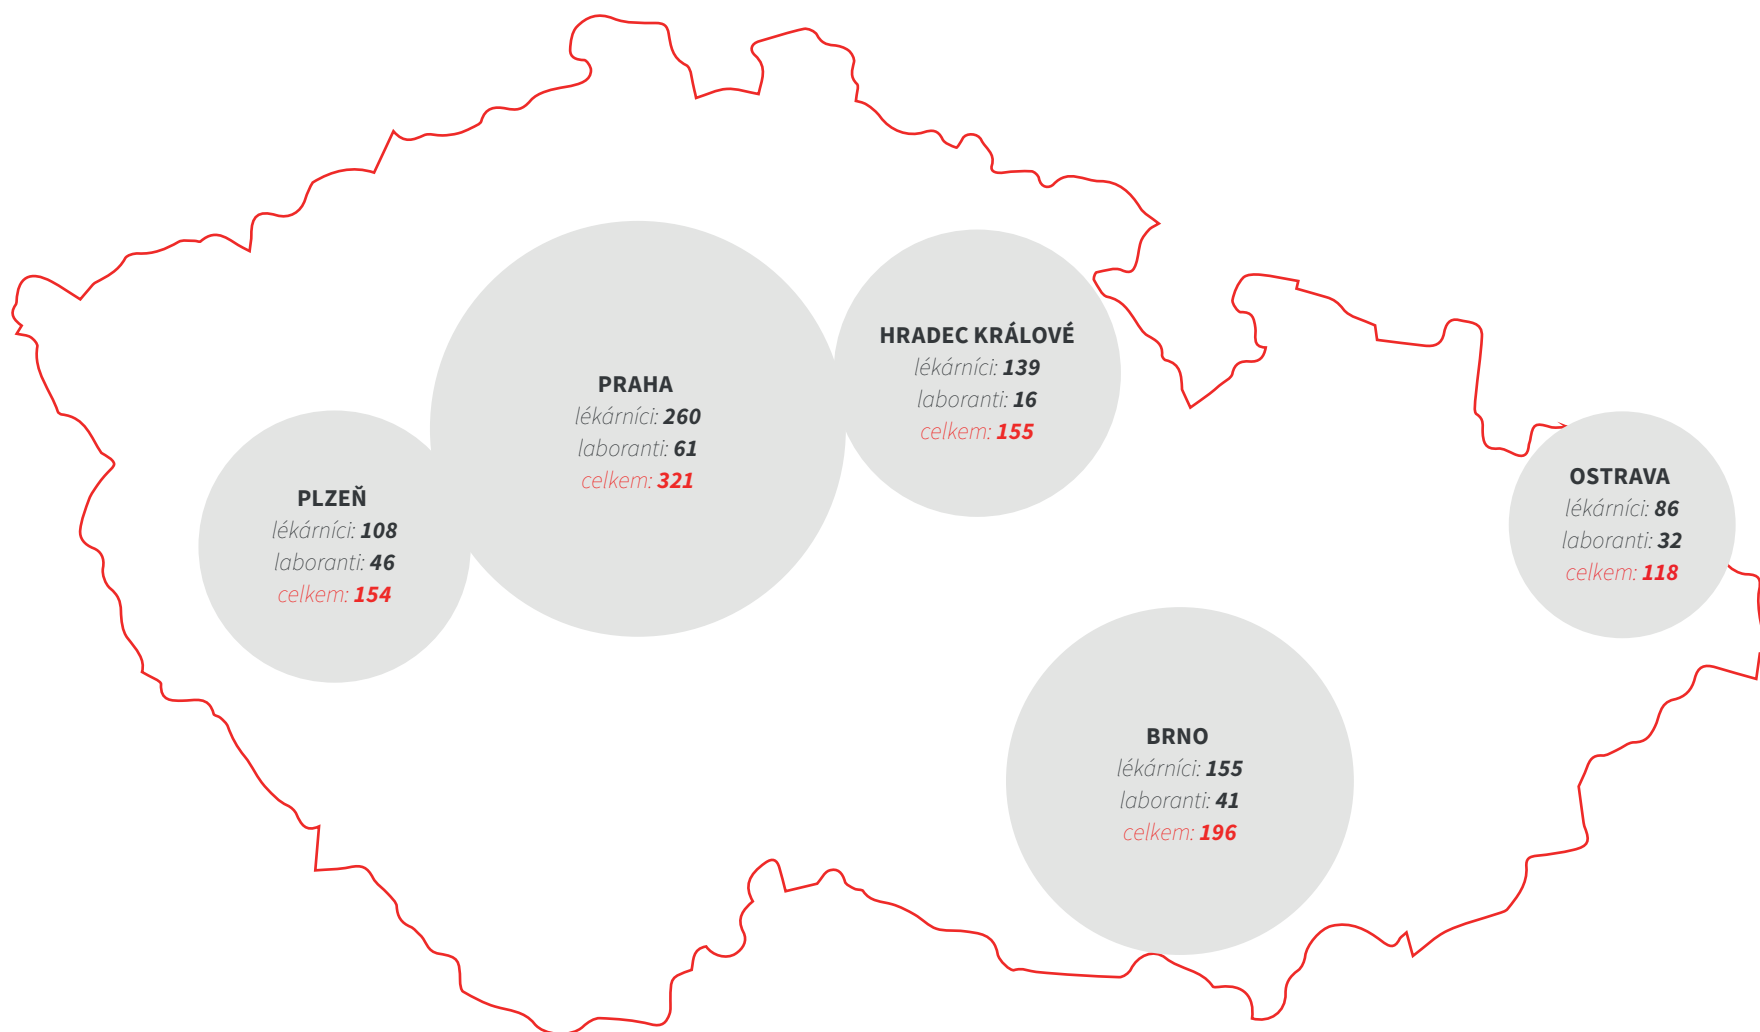 HRADEC KRÁLOVÉ
lékárníci: 139
laboranti: 16
celkem: 155
PRAHA
lékárníci: 260
laboranti: 61
celkem: 321
OSTRAVA
lékárníci: 86
laboranti: 32
celkem: 118
PLZEŇ
lékárníci: 108
laboranti: 46
celkem: 154
BRNO
lékárníci: 155
laboranti: 41
celkem: 196